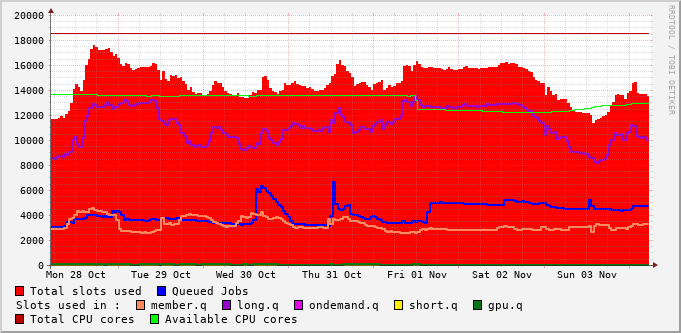 RRDTOOL / TOBI OETIKER
20000
18000
16000
14000
12000
10000
8000
6000
4000
2000
0
Mon 28 Oct Tue 29 Oct Wed 30 Oct Thu 31 Oct Fri 01 Nov Sat 02 Nov Sun 03 Nov
Total slots used Queued Jobs
Slots used in : member.q long.q ondemand.q short.q gpu.q
Total CPU cores Available CPU cores